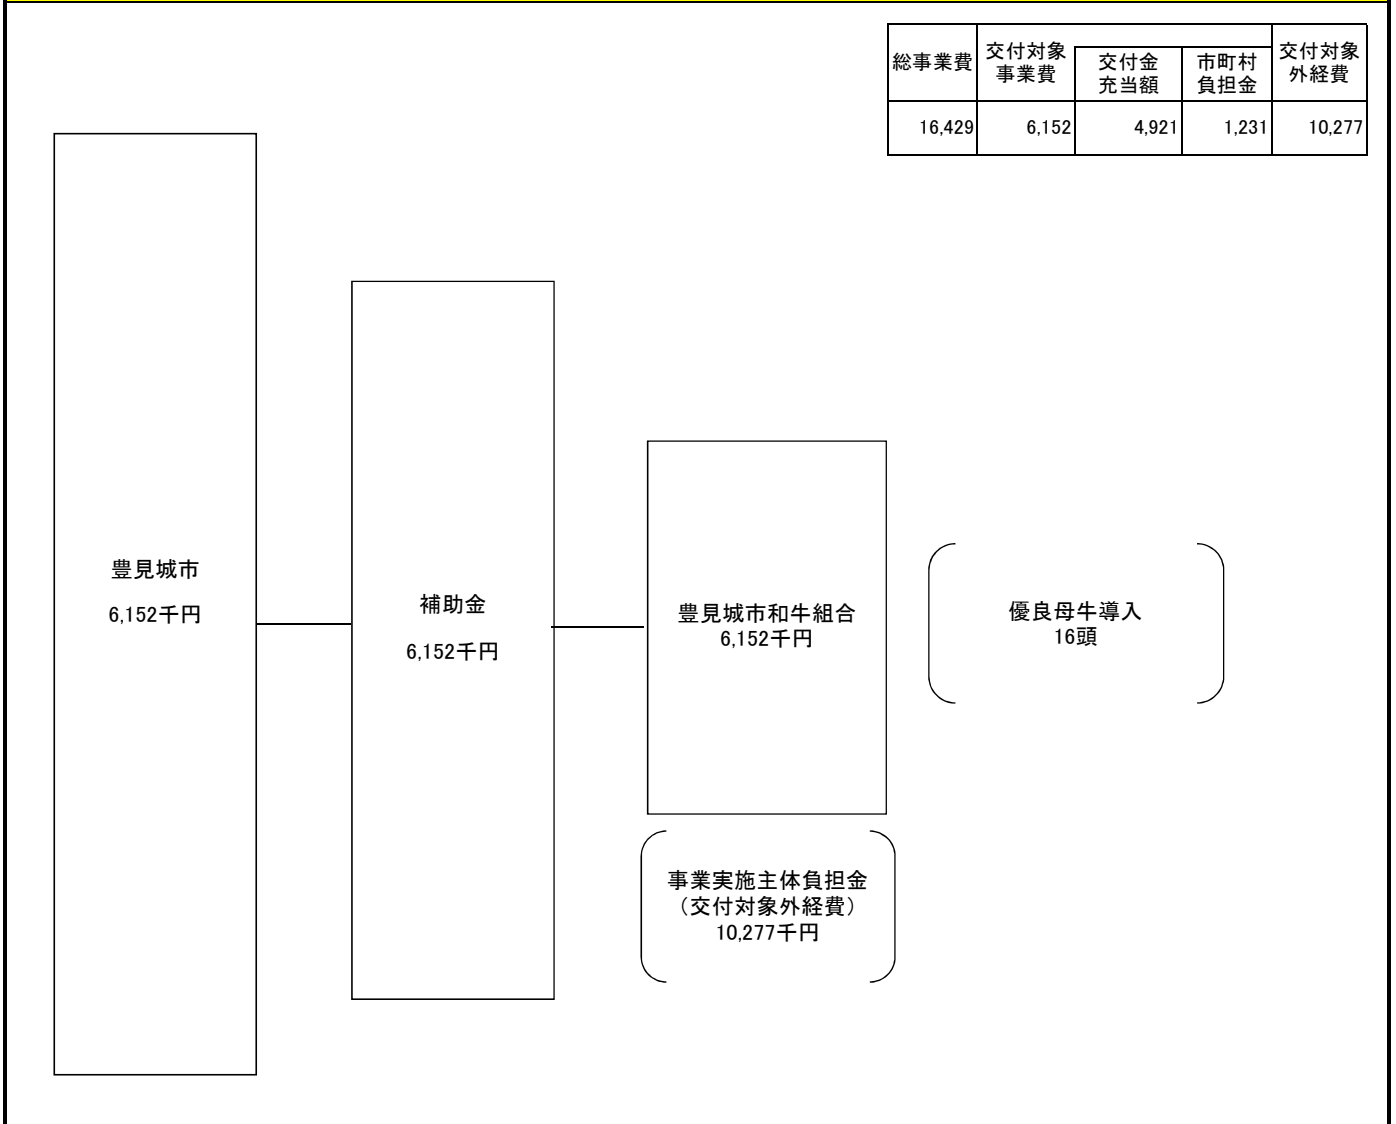 総事業費
交付対象
事業費
交付金
充当額
市町村
負担金
交付対象
外経費
16,429 6,152 4,921 1,231 10,277
豊見城市
6,152千円
補助金
6,152千円
豊見城市和牛組合
6,152千円
優良母牛導入
16頭
事業実施主体負担金
（交付対象外経費）
10,277千円